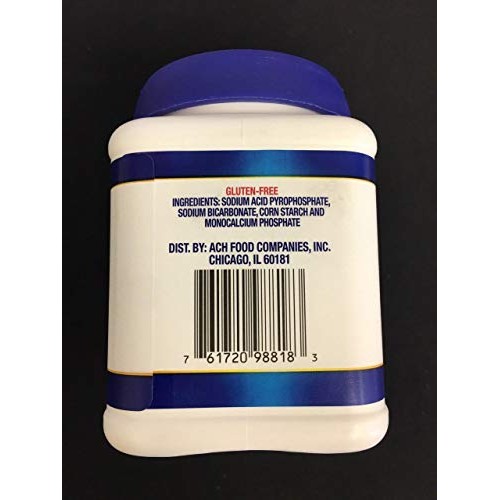 GLUTEN-FREE
INGREDIENTS: SODIUM ACID PYROPHOSPHATE,
SODIUM BICARBONATE, CORN STARCH AND
MONOCALCIUM PHOSPHATE
DIST. BY: ACH FOOD COMPANIES, INC.
CHICAGO, IL 60181
7 61720 98818 3